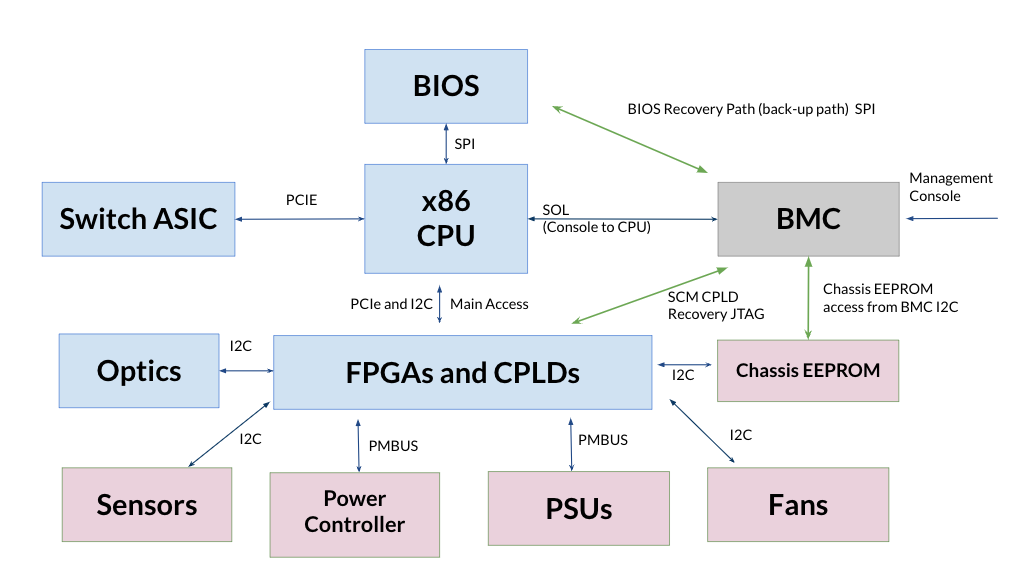 BIOS
BIOS Recovery Path (back-up path)  SPI
SPI
Management
Console
Switch ASIC
PCIE
x86
CPU
SOL
(Console to CPU)
BMC
PCIe and I2C
Main Access
SCM CPLD
Recovery JTAG
Chassis EEPROM
access from BMC I2C
Optics
I2C
FPGAs and CPLDs
I2C
Chassis EEPROM
I2C
PMBUS
PMBUS
I2C
Sensors
Power
Controller
PSUs
Fans